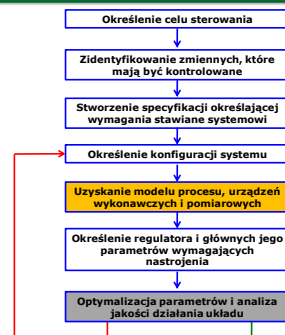 Określenie celu sterowania
Zidentyfikowanie zmiennych, które
mają być kontrolowane
Stworzenie specyfikacji określającej
wymagania stawiane systemowi
Określenie konfiguracji systemu
Uzyskanie modelu procesu, urządzeń
wykonawczych i pomiarowych
Określenie regulatora i głównych jego
parametrów wymagających
nastrojenia
Optymalizacja parametrów i analiza
jakości działania układu